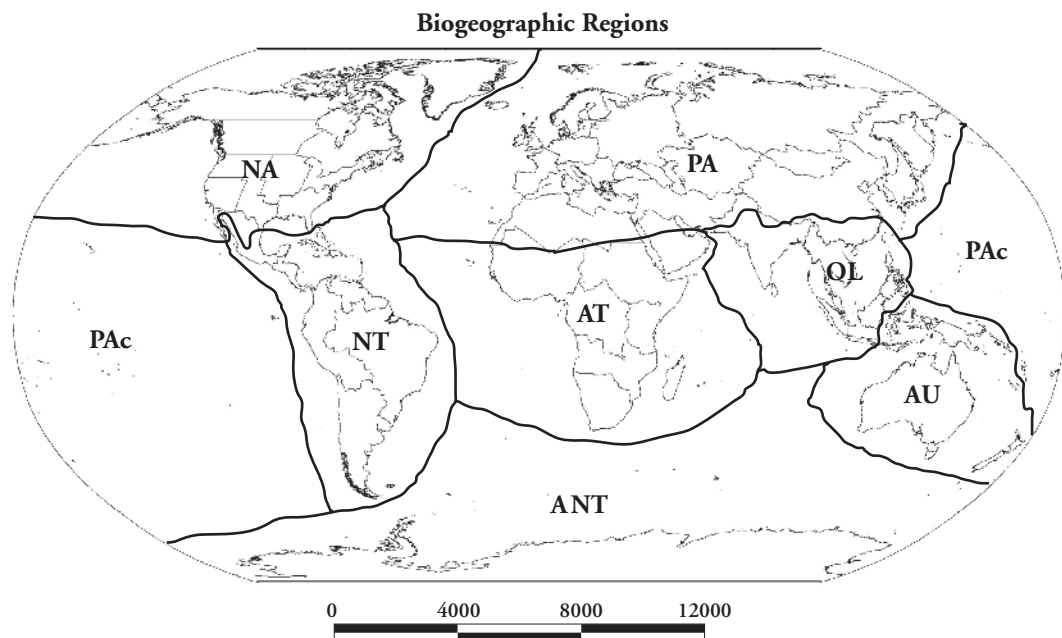 Biogeographic Regions
NA
PA
PAc
OL
AT
NT
PAc
AU
ANT
0 4000 8000 12000